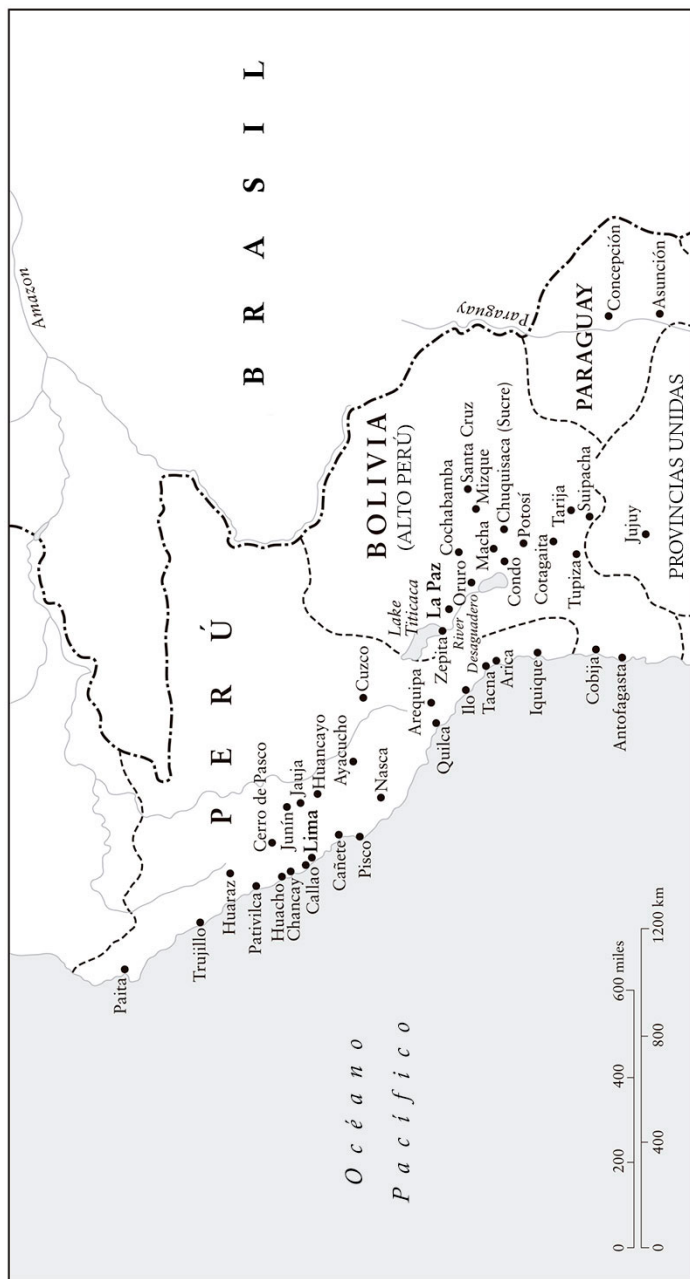 Amazon
B R A S I L
P E R Ú
Paita
Trujillo
Huaraz
Pativilca
Huacho
Chancay
Callao
Lima
Cerro de Pasco
Junín
Jauja
Huancayo
Cañete
Pisco
Ayacucho
Nasca
Cuzco
Océano
Pacífico
BOLIVIA
(ALTO PERÚ)
Lake
Titicaca
Arequipa
Quilca
Zepita
La Paz
River
Desaguadero
Ilo
Tacna
Arica
Iquique
Cobija
Antofagasta
Oruro
Cochabamba
Santa Cruz
Mizque
Macha
Chuquisaca (Sucre)
Condo
Potosí
Cotagaita
Tarija
Tupiza
Suipacha
Paraguay
PARAGUAY
Concepción
Asunción
Jujuy
PROVINCIAS UNIDAS
0 200 400 600 miles
0 400 800 1200 km